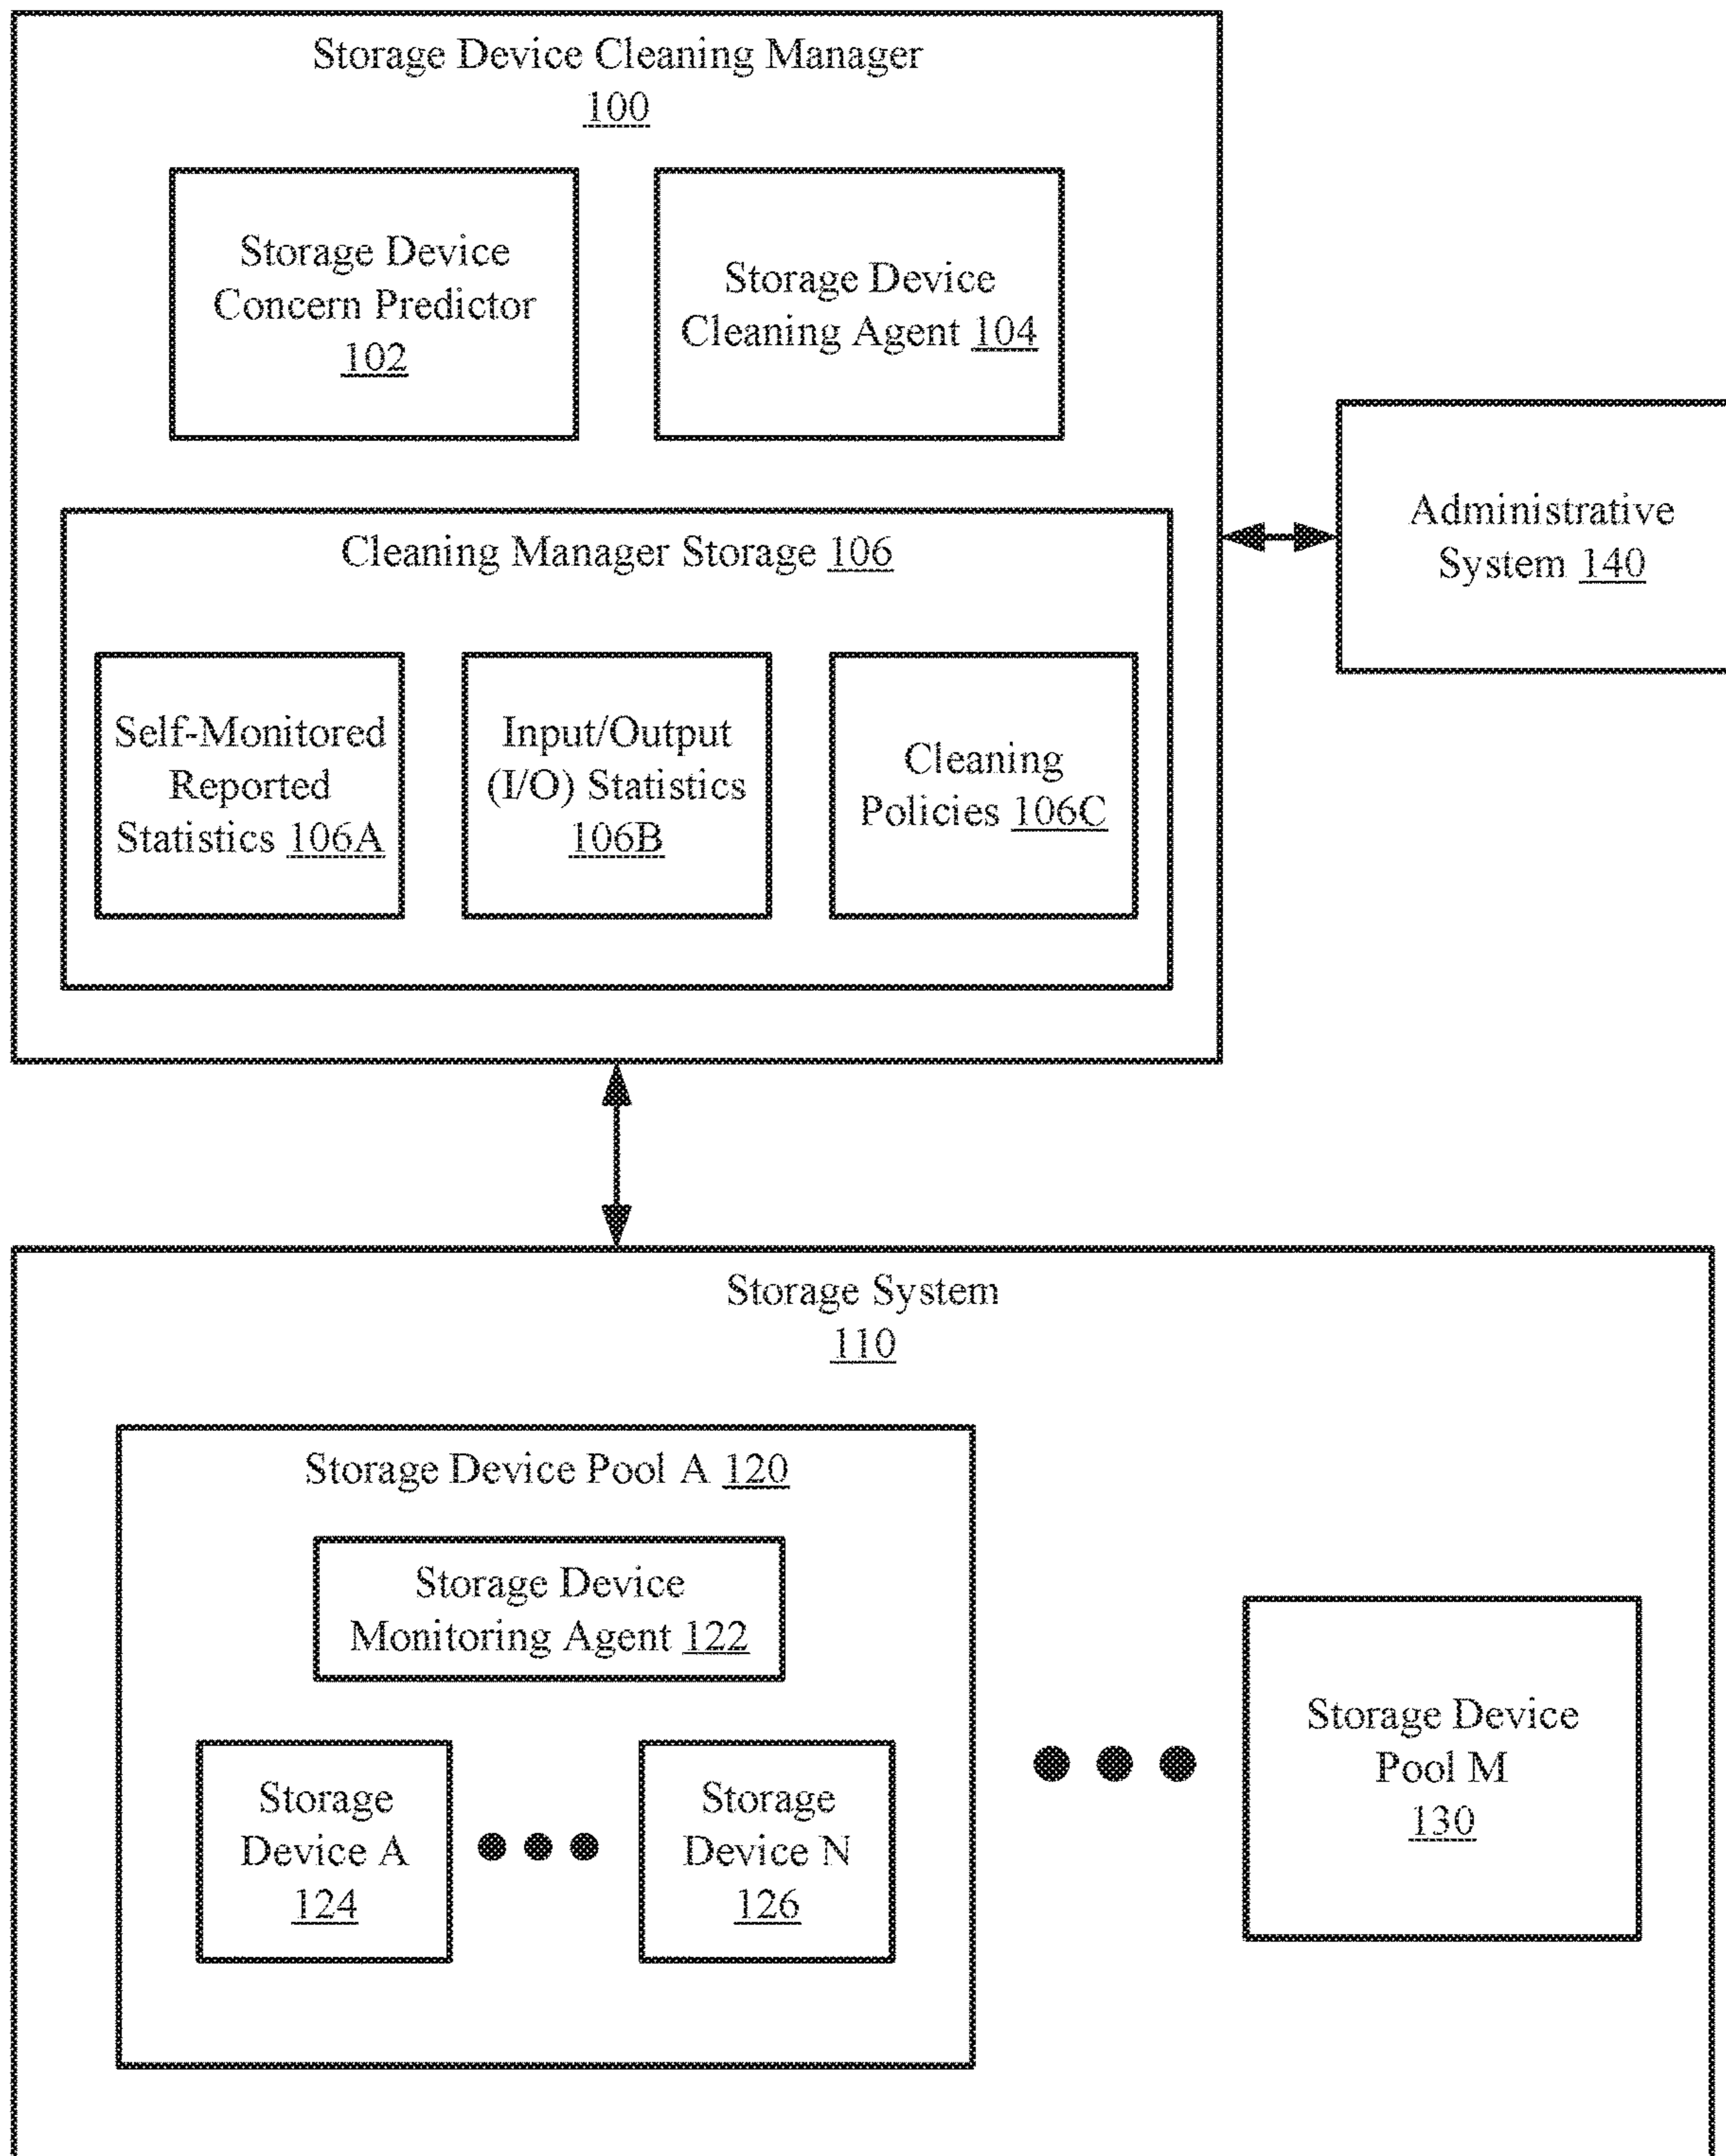 Storage Device Cleaning Manager
100
Storage Device
Concern Predictor
102
Storage Device
Cleaning Agent 104
Cleaning Manager Storage 106
Self-Monitored
Reported
Statistics 106A
Input/Output
(I/O) Statistics
106B
Cleaning
Policies 106C
Administrative
System 140
Storage System
110
Storage Device Pool A 120
Storage Device
Monitoring Agent 122
Storage
Device A
124
Storage
Device N
126
Storage Device
Pool M
130